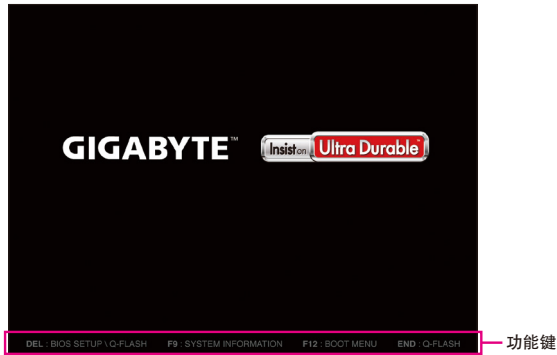 GIGABYTE™ Insist on Ultra Durable™
DEL : BIOS SETUP \ Q-FLASH F9 : SYSTEM INFORMATION F12 : BOOT MENU END : Q-FLASH 功能键